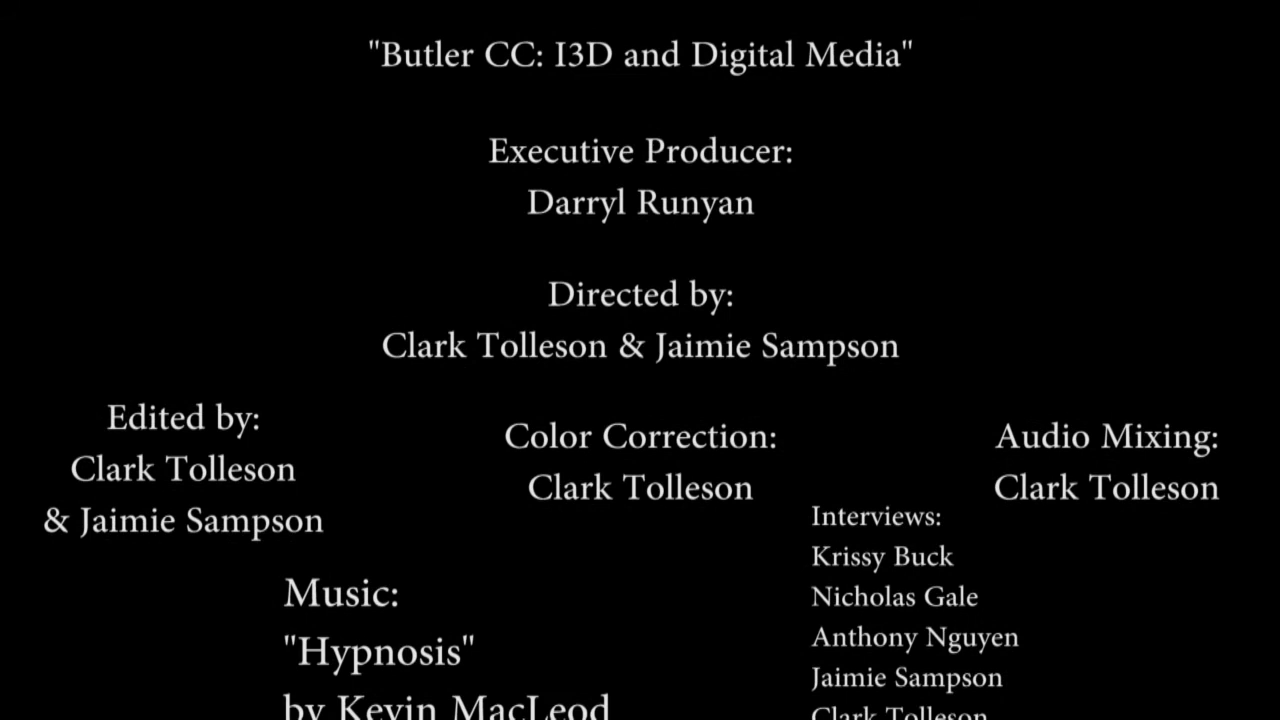 "Butler CC: I3D and Digital Media"
Executive Producer:
Darryl Runyan
Directed by:
Clark Tolleson & Jaimie Sampson
Edited by:
Clark Tolleson
& Jaimie Sampson
Color Correction:
Clark Tolleson
Audio Mixing:
Clark Tolleson
Music:
"Hypnosis"
by Kevin MacLeod
Interviews:
Krissy Buck
Nicholas Gale
Anthony Nguyen
Jaimie Sampson
Clark Tolleson